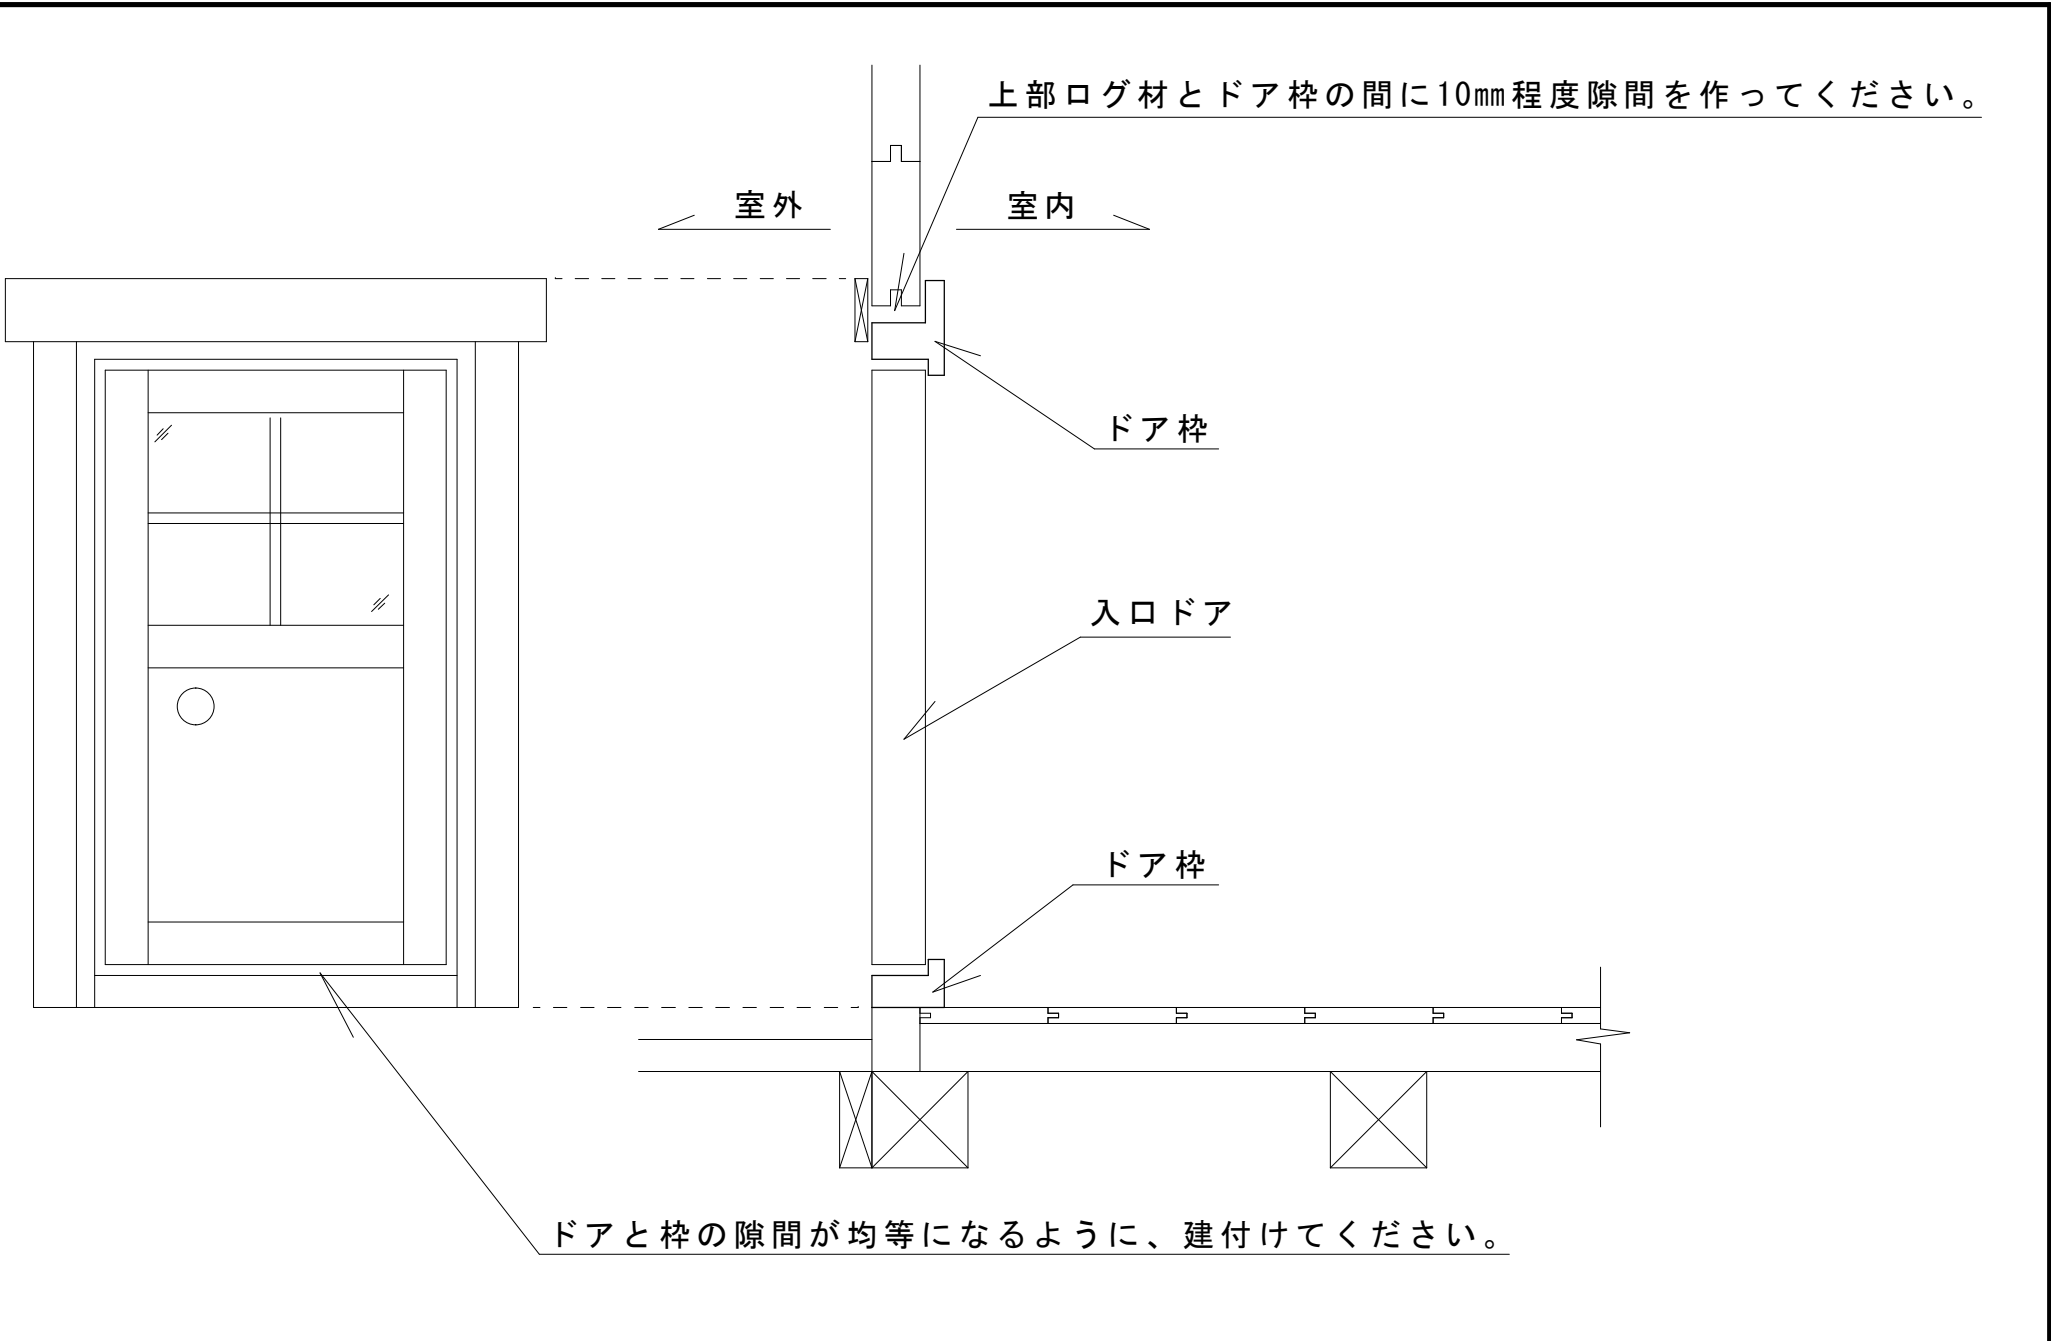 上部ログ材とドア枠の間に10㎜程度隙間を作ってください。
室外
室内
ドア枠
入口ドア
ドア枠
ドアと枠の隙間が均等になるように、建付けてください。